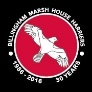 BILLINGHAM MARSH HOUSE HARRIERS
1986-2016
30 YEARS